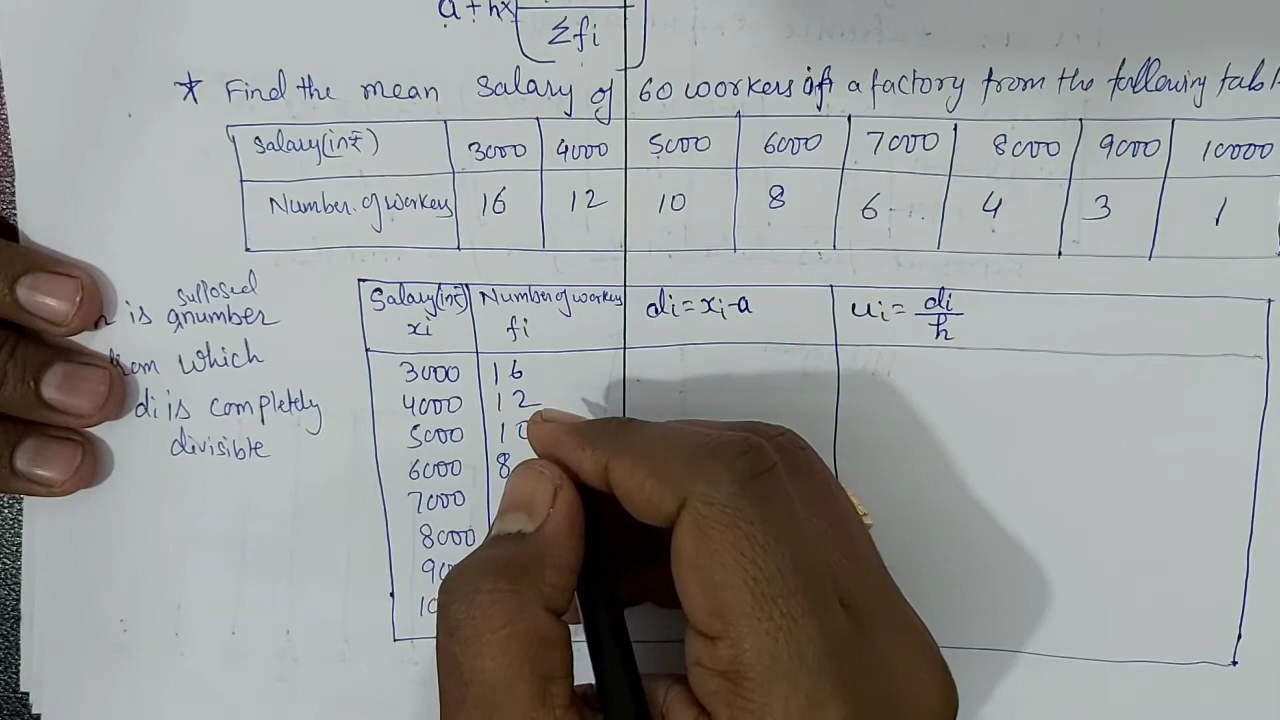 a + h×
Σfi
* Find the mean salary of 60 workers of a factory from the following
Salary(in₹) 3000 4000 5000 6000 7000 8000 9000 10000
Number of workers 16 12 10 8 6 4 3 1
Salary(in₹) Number of workers di = xi - a ui = di/h
xi fi
is supposed
a number
which
di is completely
divisible
3000 16
4000 12
5000 10
6000 8
7000
8000